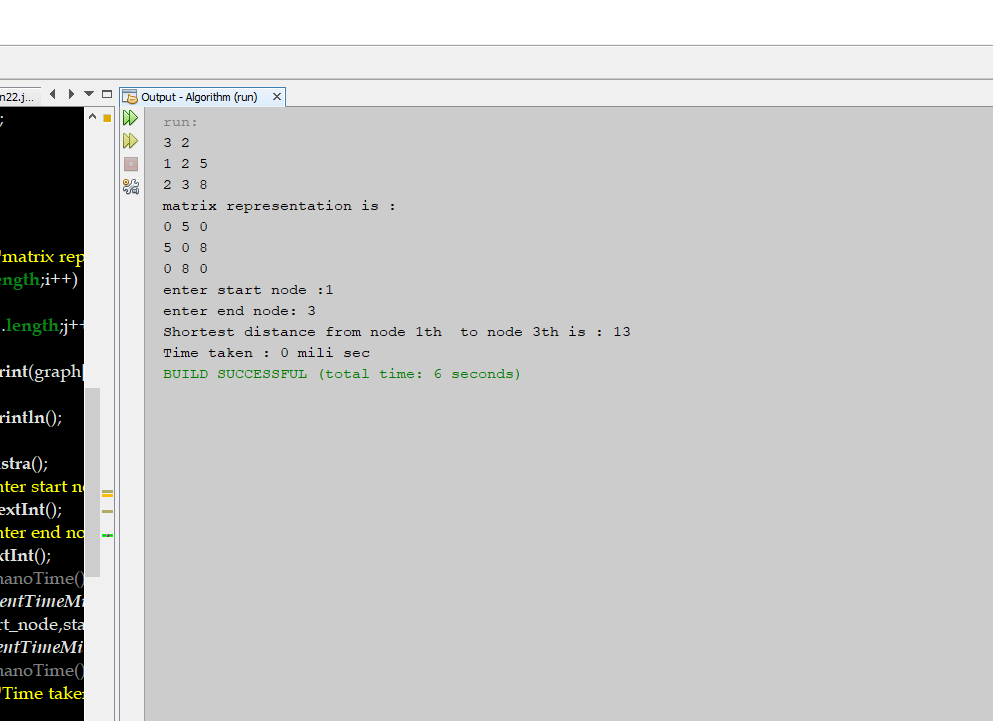 n22.j...
Output - Algorithm (run)
;
"matrix rep
ength;i++)
.length;j++
rint(graph[
rintln();
stra();
nter start n
extInt();
nter end no
xtInt();
nanoTime()
entTimeMi
rt_node,sta
entTimeMi
nanoTime()
"Time take
run:
3 2
1 2 5
2 3 8
matrix representation is :
0 5 0
5 0 8
0 8 0
enter start node :1
enter end node: 3
Shortest distance from node 1th  to node 3th is : 13
Time taken : 0 mili sec
BUILD SUCCESSFUL (total time: 6 seconds)